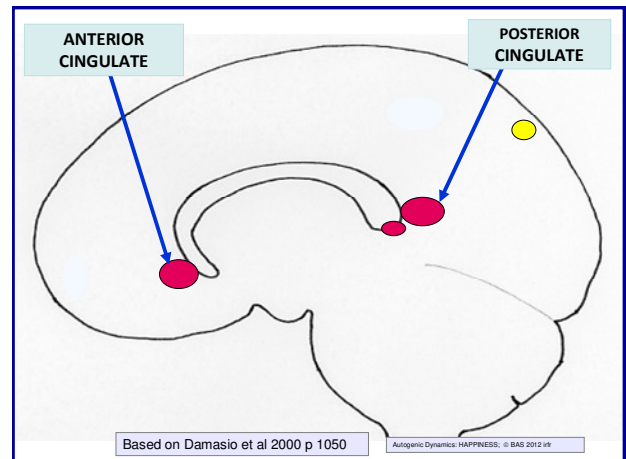 ANTERIOR
CINGULATE
POSTERIOR
CINGULATE
Based on Damasio et al 2000 p 1050
Autogenic Dynamics: HAPPINESS; © BAS 2012 irfr